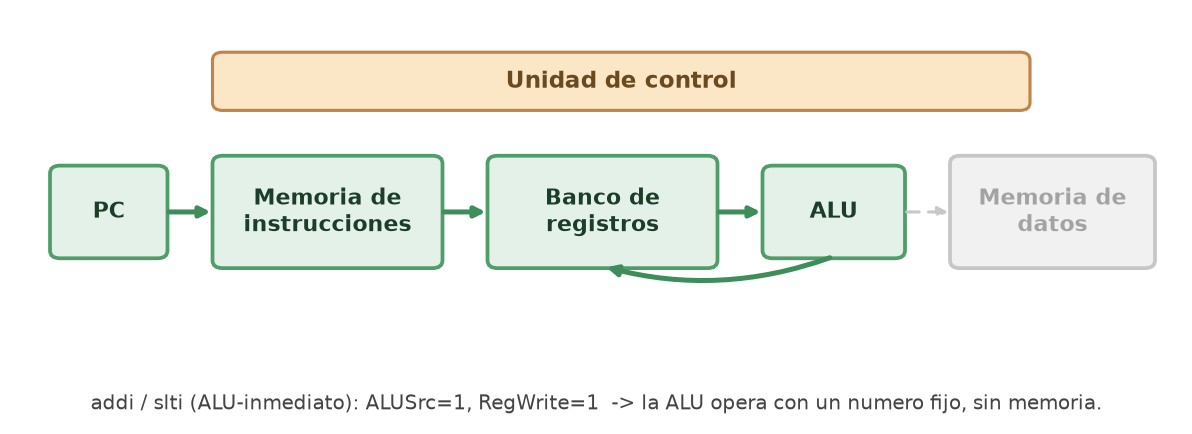 Unidad de control
PC
Memoria de
instrucciones
Banco de
registros
ALU
Memoria de
datos
addi / slti (ALU-inmediato): ALUSrc=1, RegWrite=1  -> la ALU opera con un numero fijo, sin memoria.